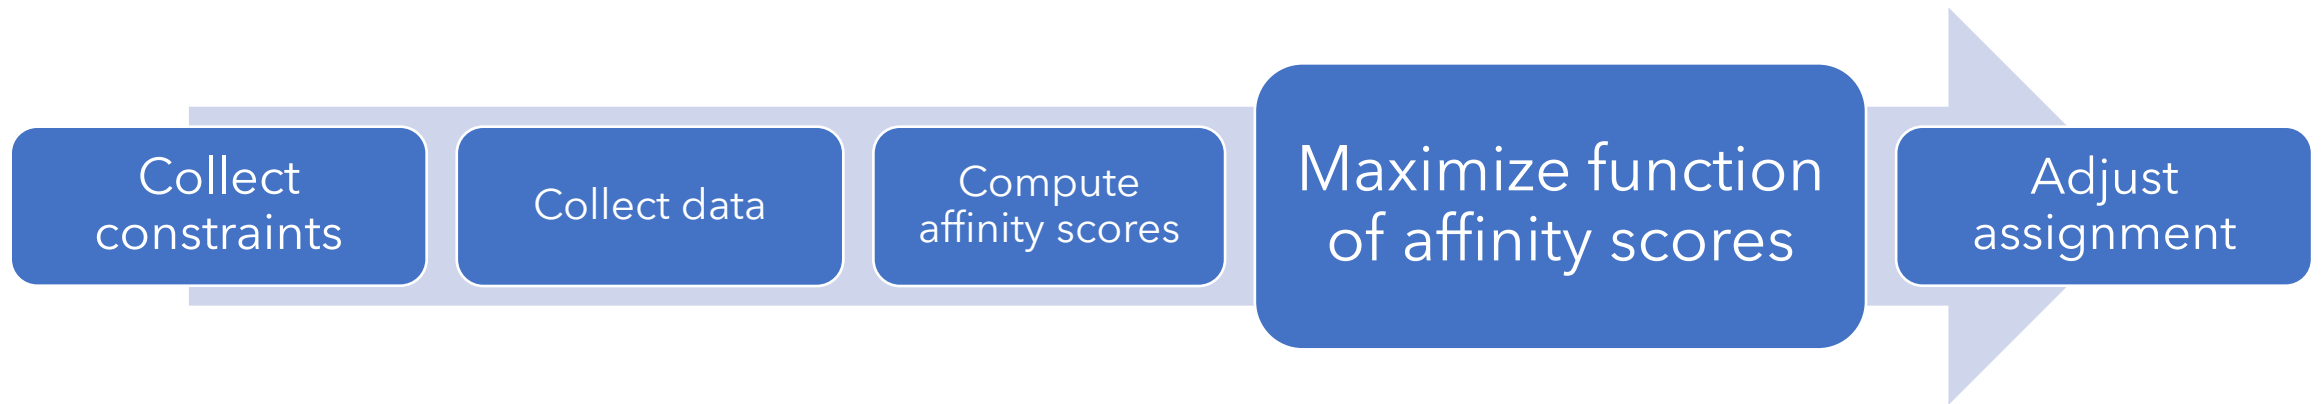 Collect
constraints
Collect data
Compute
affinity scores
Maximize function
of affinity scores
Adjust
assignment